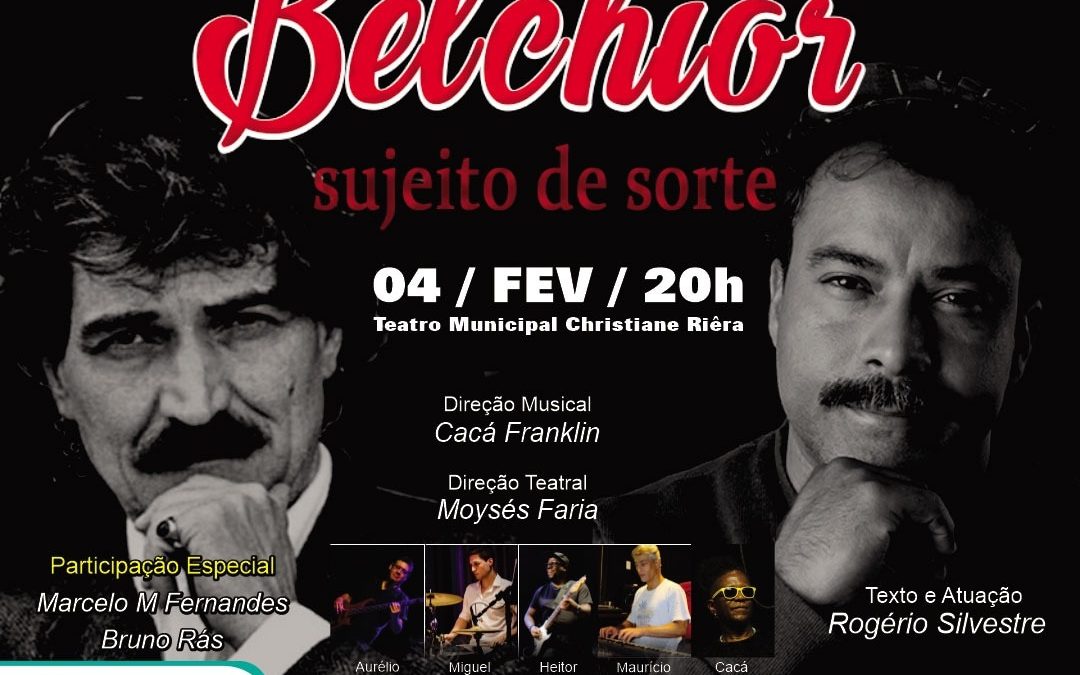 Belchior
sujeito de sorte
04 / FEV / 20h
Teatro Municipal Christiane Riêra
Direção Musical
Cacá Franklin
Direção Teatral
Moysés Faria
Participação Especial
Marcelo M Fernandes
Bruno Rás
Texto e Atuação
Rogério Silvestre
Aurélio
Miguel
Heitor
Maurício
Cacá